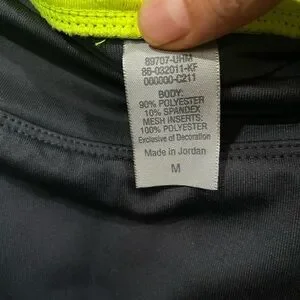 89707-UHM
86-032011-KF
000000-C211
BODY:
90% POLYESTER
10% SPANDEX
MESH INSERTS:
100% POLYESTER
Exclusive of Decoration
Made in Jordan
M